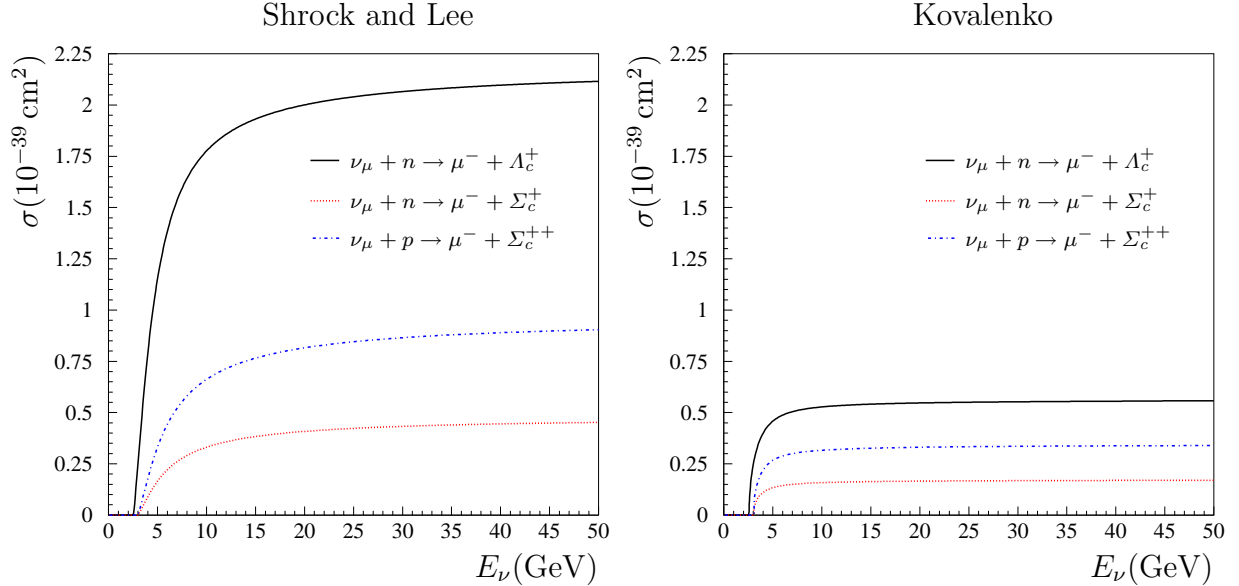 Shrock and Lee
σ(10⁻³⁹ cm²)
2.25
2
1.75
1.5
1.25
1
0.75
0.5
0.25
0
ν_μ + n → μ⁻ + Λ_c⁺
ν_μ + n → μ⁻ + Σ_c⁺
ν_μ + p → μ⁻ + Σ_c⁺⁺
0 5 10 15 20 25 30 35 40 45 50
E_ν(GeV)
Kovalenko
σ(10⁻³⁹ cm²)
2.25
2
1.75
1.5
1.25
1
0.75
0.5
0.25
0
ν_μ + n → μ⁻ + Λ_c⁺
ν_μ + n → μ⁻ + Σ_c⁺
ν_μ + p → μ⁻ + Σ_c⁺⁺
0 5 10 15 20 25 30 35 40 45 50
E_ν(GeV)